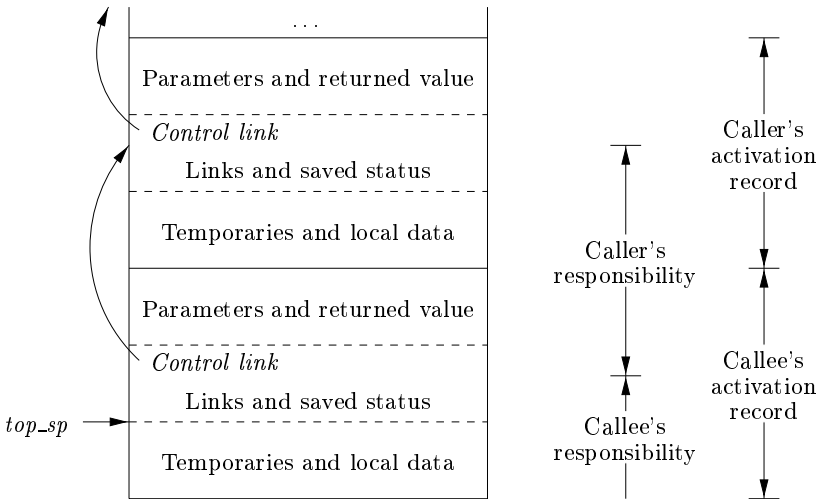 . . .
Parameters and returned value
Control link
Links and saved status
Temporaries and local data
Parameters and returned value
Control link
Links and saved status
Temporaries and local data
top_sp
Caller's
responsibility
Callee's
responsibility
Caller's
activation
record
Callee's
activation
record